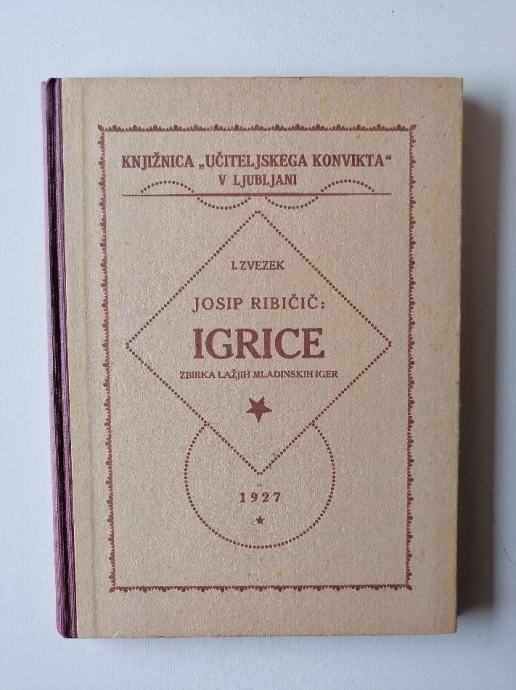 KNJIŽNICA „UČITELJSKEGA KONVIKTA“
V LJUBLJANI
I. ZVEZEK
JOSIP RIBIČIČ:
IGRICE
ZBIRKA LAŽJIH MLADINSKIH IGER
1927